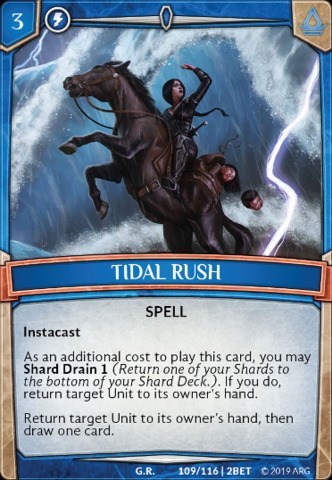 3
TIDAL RUSH
SPELL
Instacast
As an additional cost to play this card, you may
Shard Drain 1 (Return one of your Shards to
the bottom of your Shard Deck.). If you do,
return target Unit to its owner's hand.
Return target Unit to its owner's hand, then
draw one card.
G.R. 109/116 | 2BET © 2019 ARG